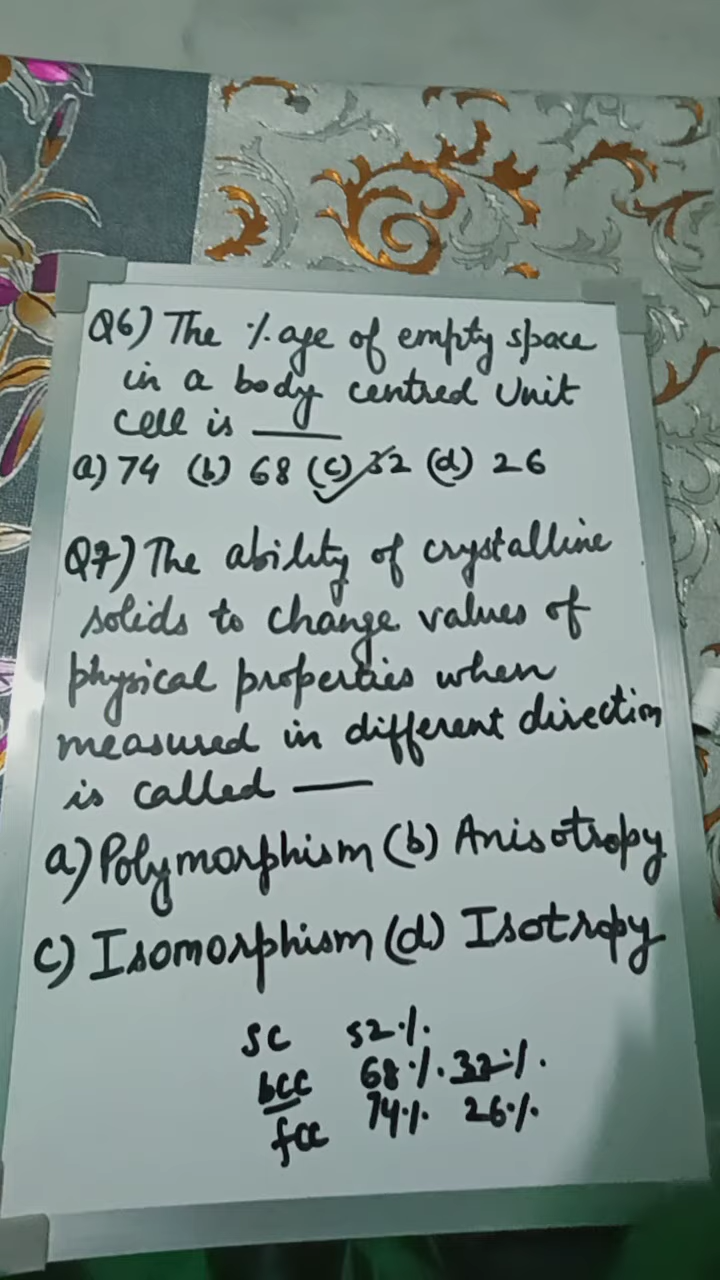 Q6) The %age of empty space
in a body centred Unit
cell is ____
a) 74 (b) 68 (c) 32 (d) 26
Q7) The ability of crystalline
solids to change values of
physical properties when
measured in different direction
is called __
a) Polymorphism (b) Anisotropy
c) Isomorphism (d) Isotropy
SC 52%.
bcc 68%. 32%.
fcc 74% 26%.